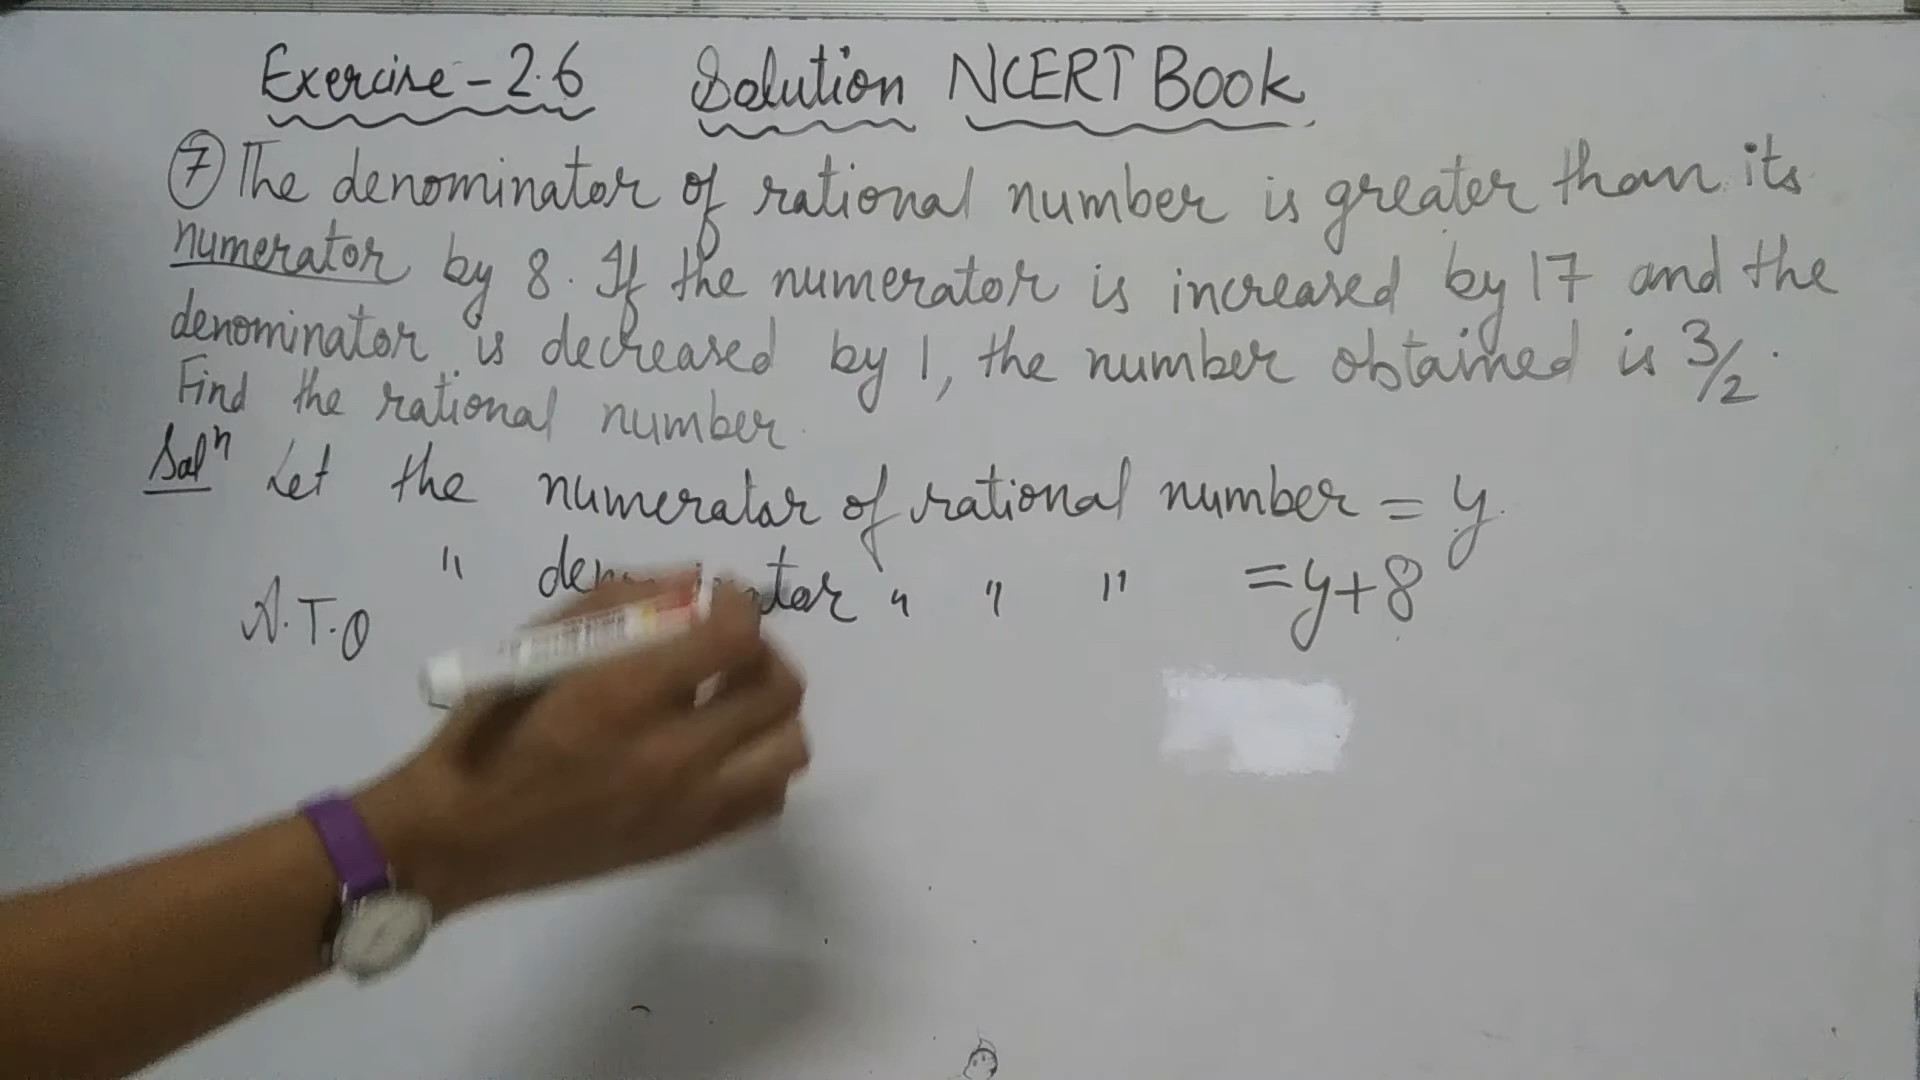 Exercise - 2.6 Solution NCERT Book
⑦ The denominator of rational number is greater than its
numerator by 8. If the numerator is increased by 17 and the
denominator is decreased by 1, the number obtained is 3/2.
Find the rational number.
Solⁿ Let the numerator of rational number = y
" " " " = y+8
A.T.Q